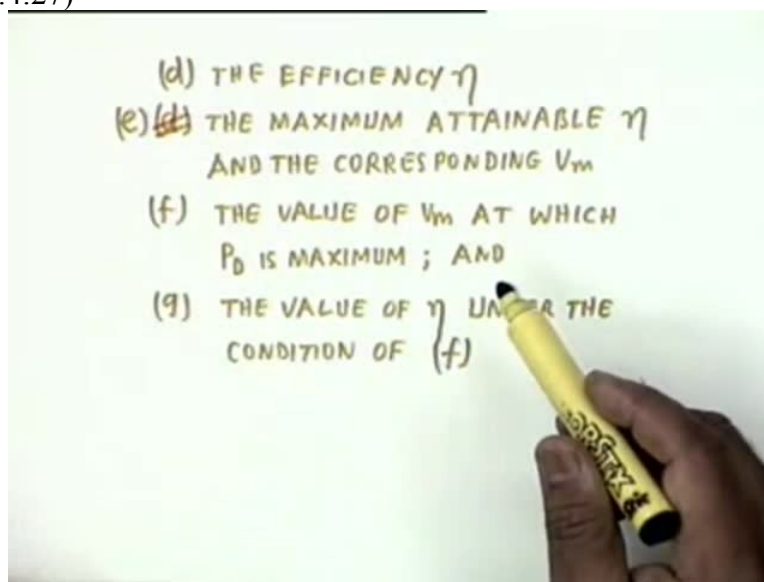 (d) THE EFFICIENCY η
(e) (d) THE MAXIMUM ATTAINABLE η
AND THE CORRESPONDING Vm
(f) THE VALUE OF Vm AT WHICH
PD IS MAXIMUM ; AND
(g) THE VALUE OF η THE
CONDITION OF (f)